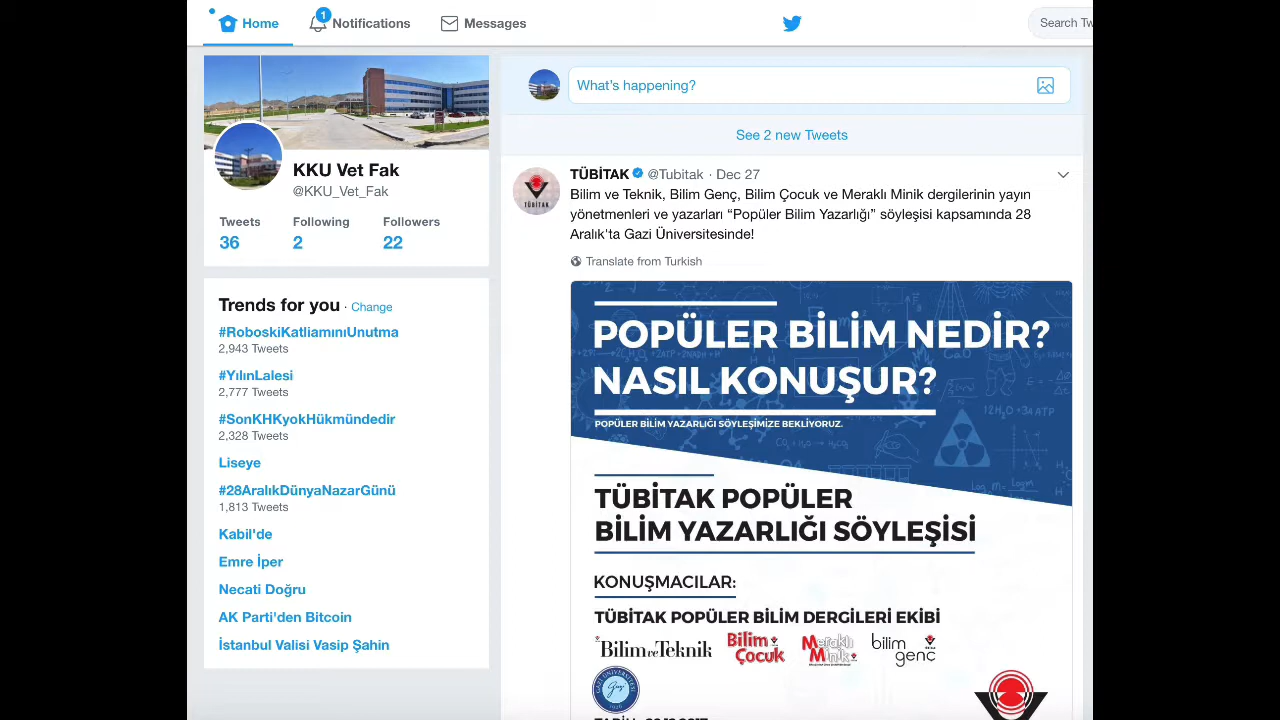 Home
1
Notifications
Messages
Search Tw
What's happening?
See 2 new Tweets
KKU Vet Fak
@KKU_Vet_Fak
Tweets
Following
Followers
36
2
22
Trends for you · Change
#RoboskiKatliamınıUnutma
2,943 Tweets
#YılınLalesi
2,777 Tweets
#SonKHKyokHükmündedir
2,328 Tweets
Liseye
#28AralıkDünyaNazarGünü
1,813 Tweets
Kabil'de
Emre İper
Necati Doğru
AK Parti'den Bitcoin
İstanbul Valisi Vasip Şahin
TÜBİTAK @Tubitak · Dec 27
Bilim ve Teknik, Bilim Genç, Bilim Çocuk ve Meraklı Minik dergilerinin yayın
yönetmenleri ve yazarları “Popüler Bilim Yazarlığı” söyleşisi kapsamında 28
Aralık'ta Gazi Üniversitesinde!
Translate from Turkish
TÜBİTAK
POPÜLER BİLİM NEDİR?
NASIL KONUŞUR?
POPÜLER BİLİM YAZARLIĞI SÖYLEŞİMİZE BEKLİYORUZ.
TÜBİTAK POPÜLER
BİLİM YAZARLIĞI SÖYLEŞİSİ
KONUŞMACILAR:
TÜBİTAK POPÜLER BİLİM DERGİLERİ EKİBİ
Bilim ve Teknik
Bilim Çocuk
Meraklı Minik
bilim genç